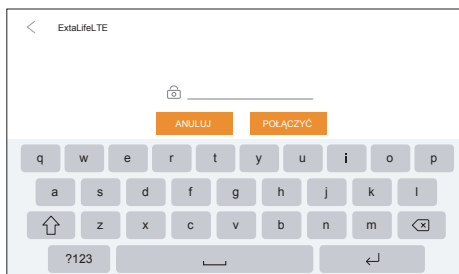 ExtaLifeLTE
ANULUJ POŁĄCZYĆ
q w e r t y u i o p
a s d f g h j k l
z x c v b n m
?123